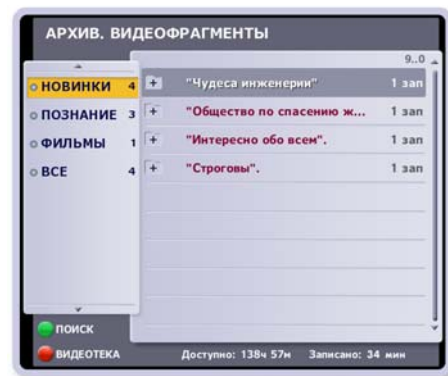 АРХИВ. ВИДЕОФРАГМЕНТЫ
9..0
НОВИНКИ 4
"Чудеса инженерии" 1 зап
ПОЗНАНИЕ 3
"Общество по спасению ж... 1 зап
ФИЛЬМЫ 1
"Интересно обо всем". 1 зап
ВСЕ 4
"Строговы". 1 зап
ПОИСК
ВИДЕОТЕКА
Доступно: 138ч 57м Записано: 34 мин